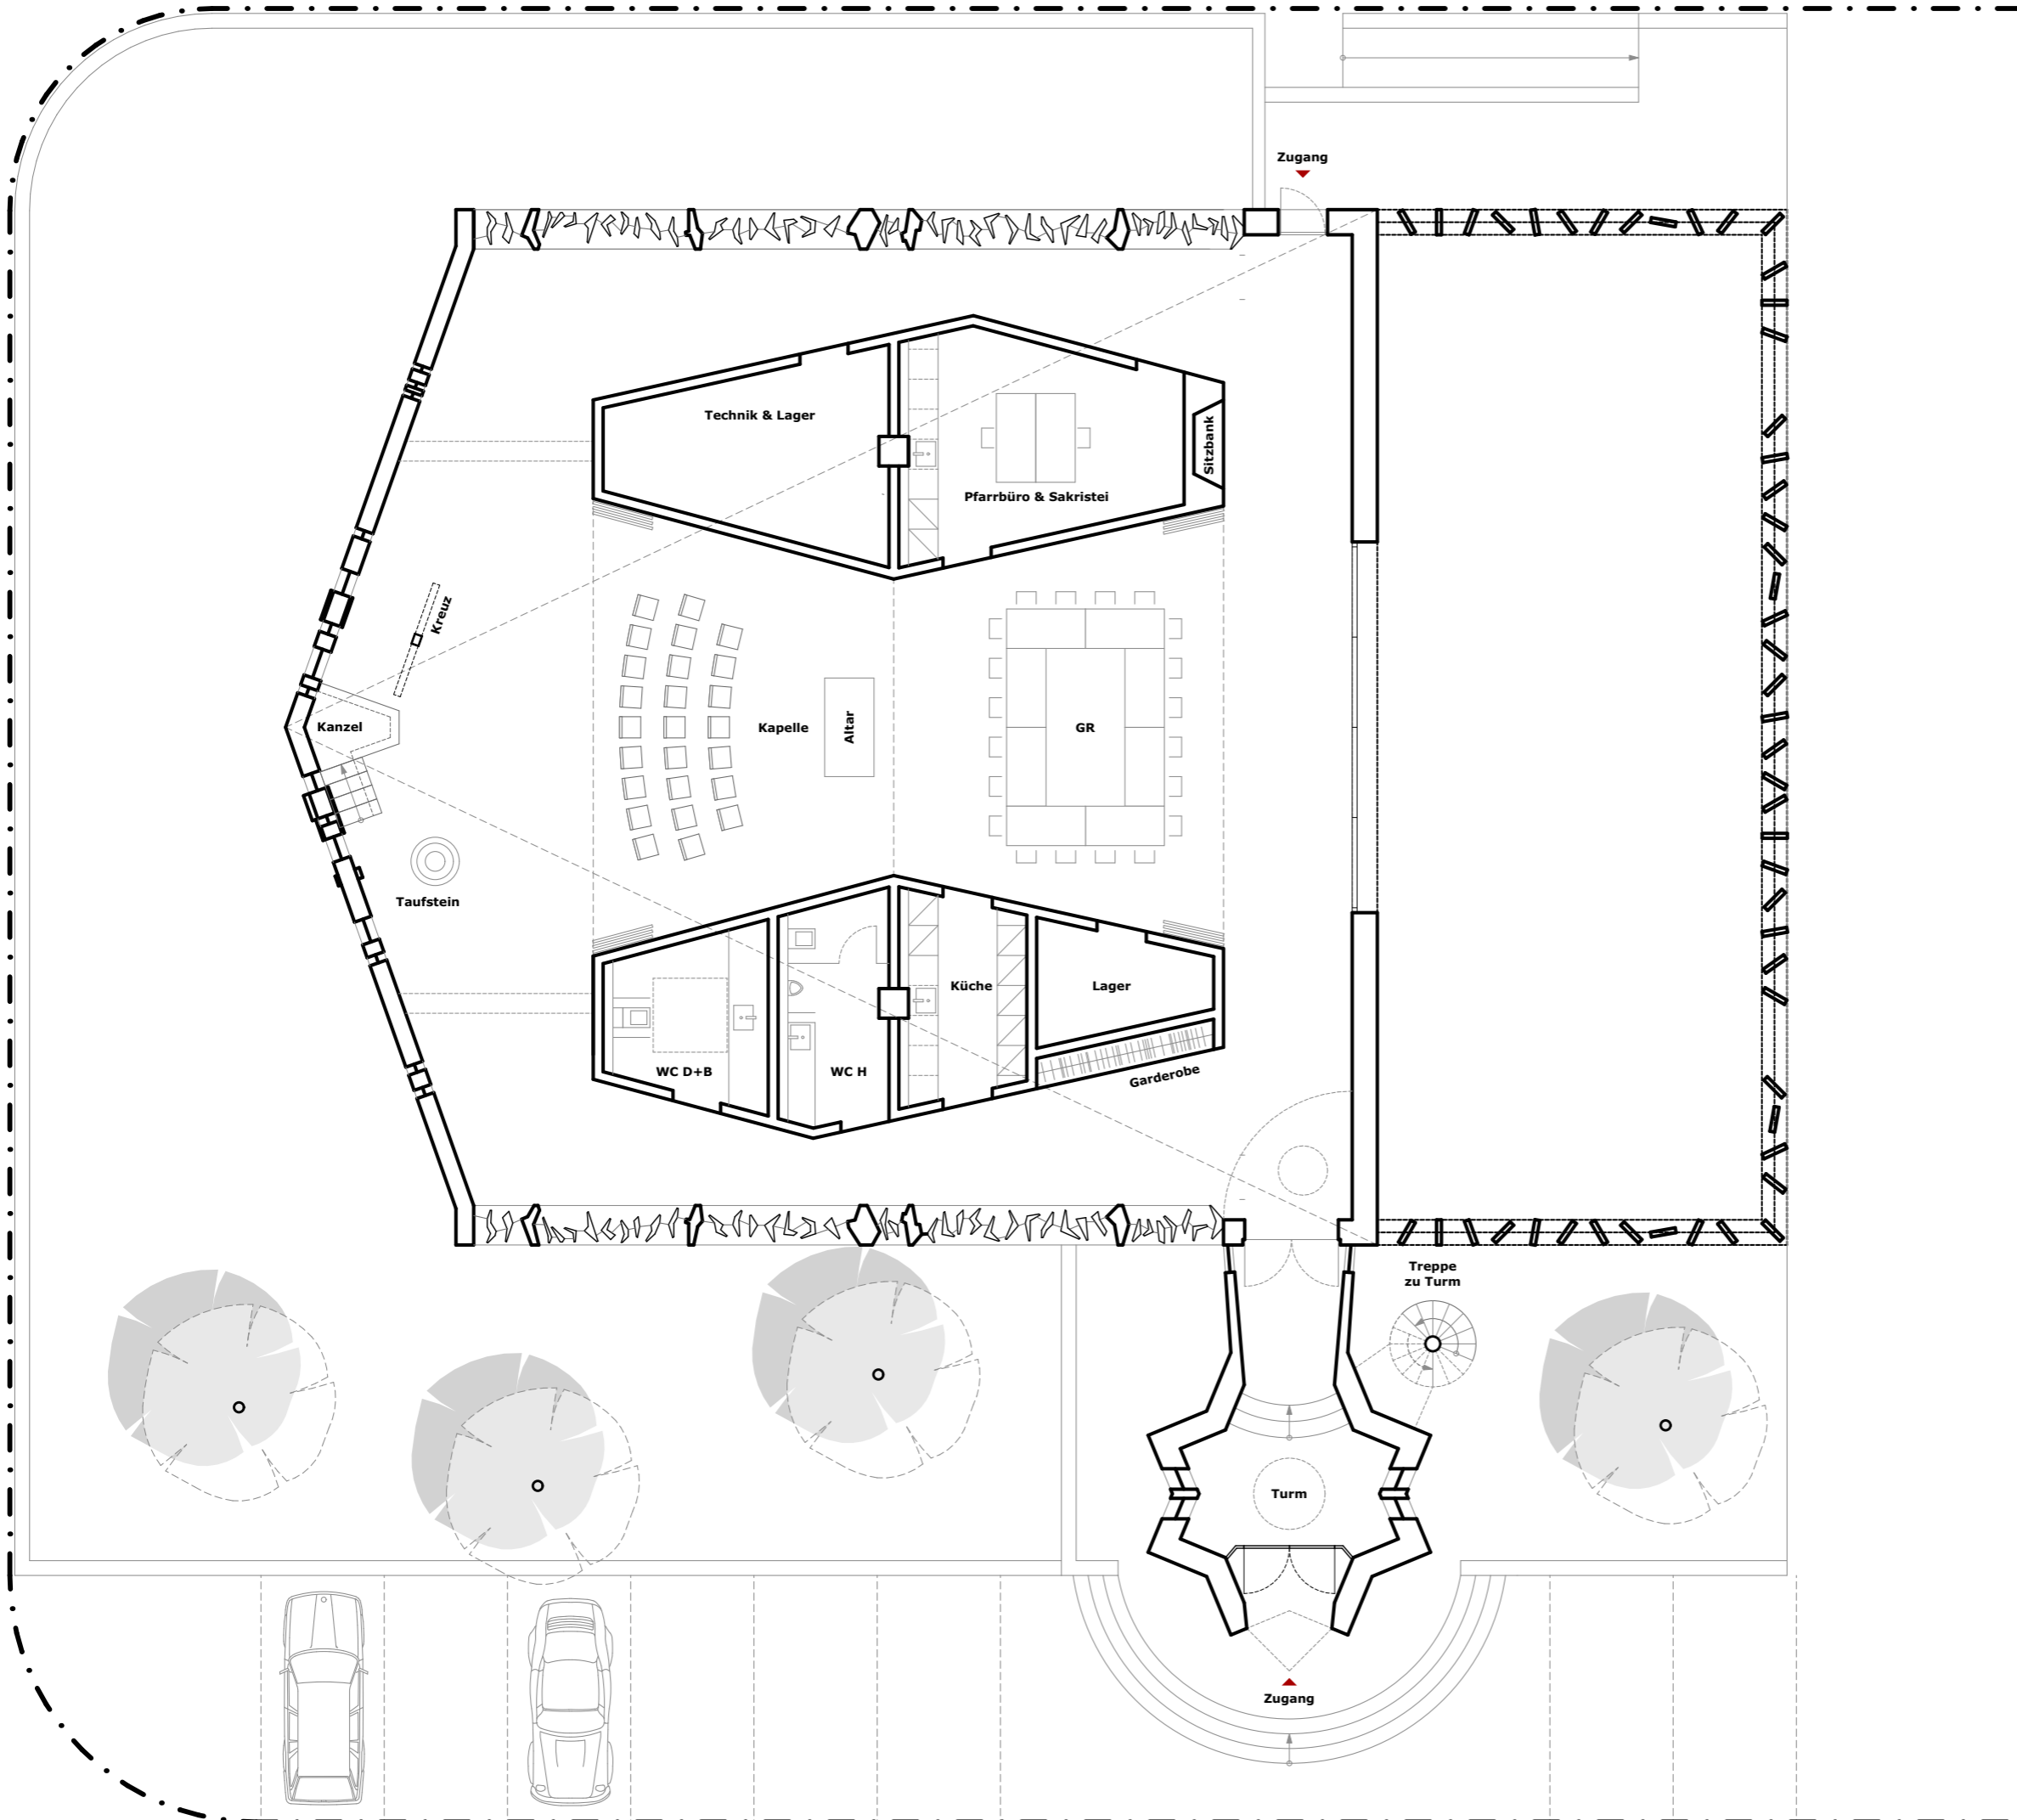 Zugang
Technik & Lager
Pfarrbüro & Sakristei
Sitzbank
Kreuz
Kanzel
Kapelle
Altar
GR
Taufstein
Küche
Lager
WC D+B
WC H
Garderobe
Treppe
zu Turm
Turm
Zugang